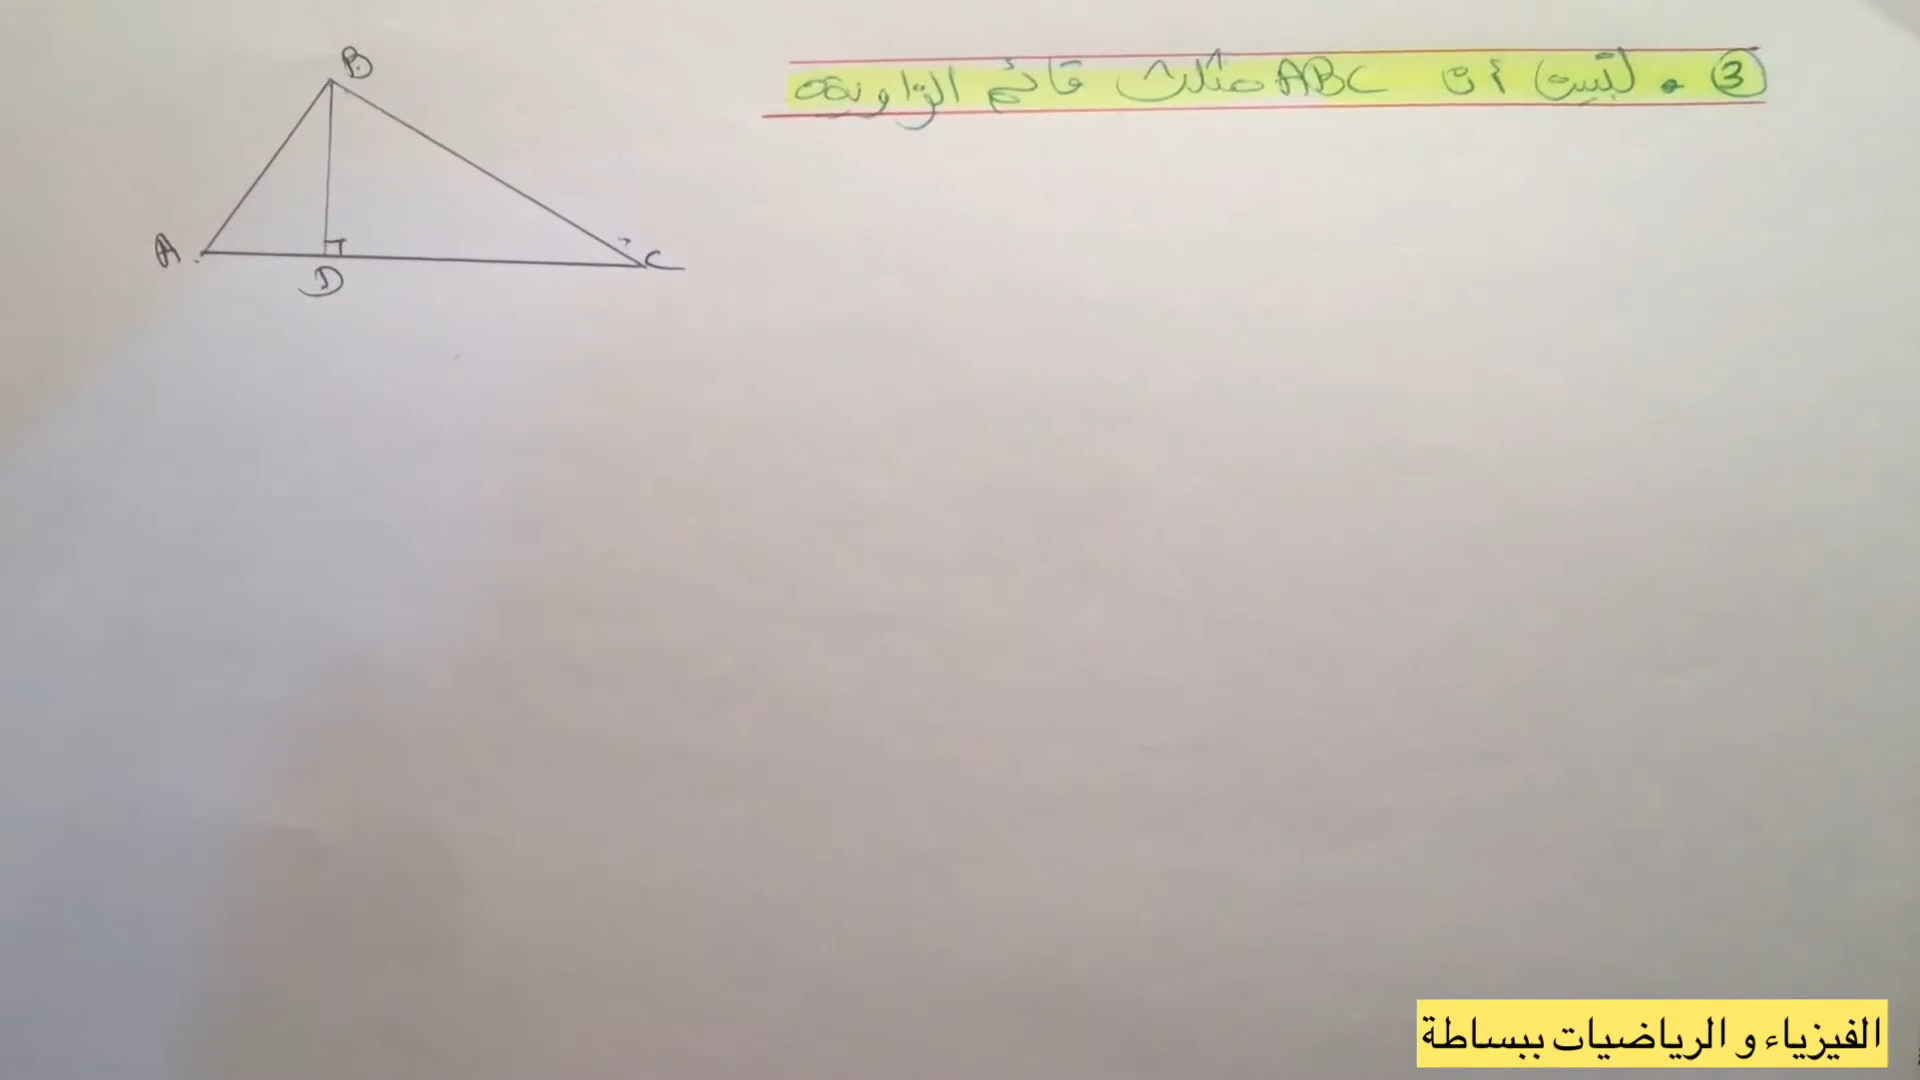 ③ • لنبين أن ABC مثلث قائم الزاوية
B
A
C
D
الفيزياء و الرياضيات ببساطة